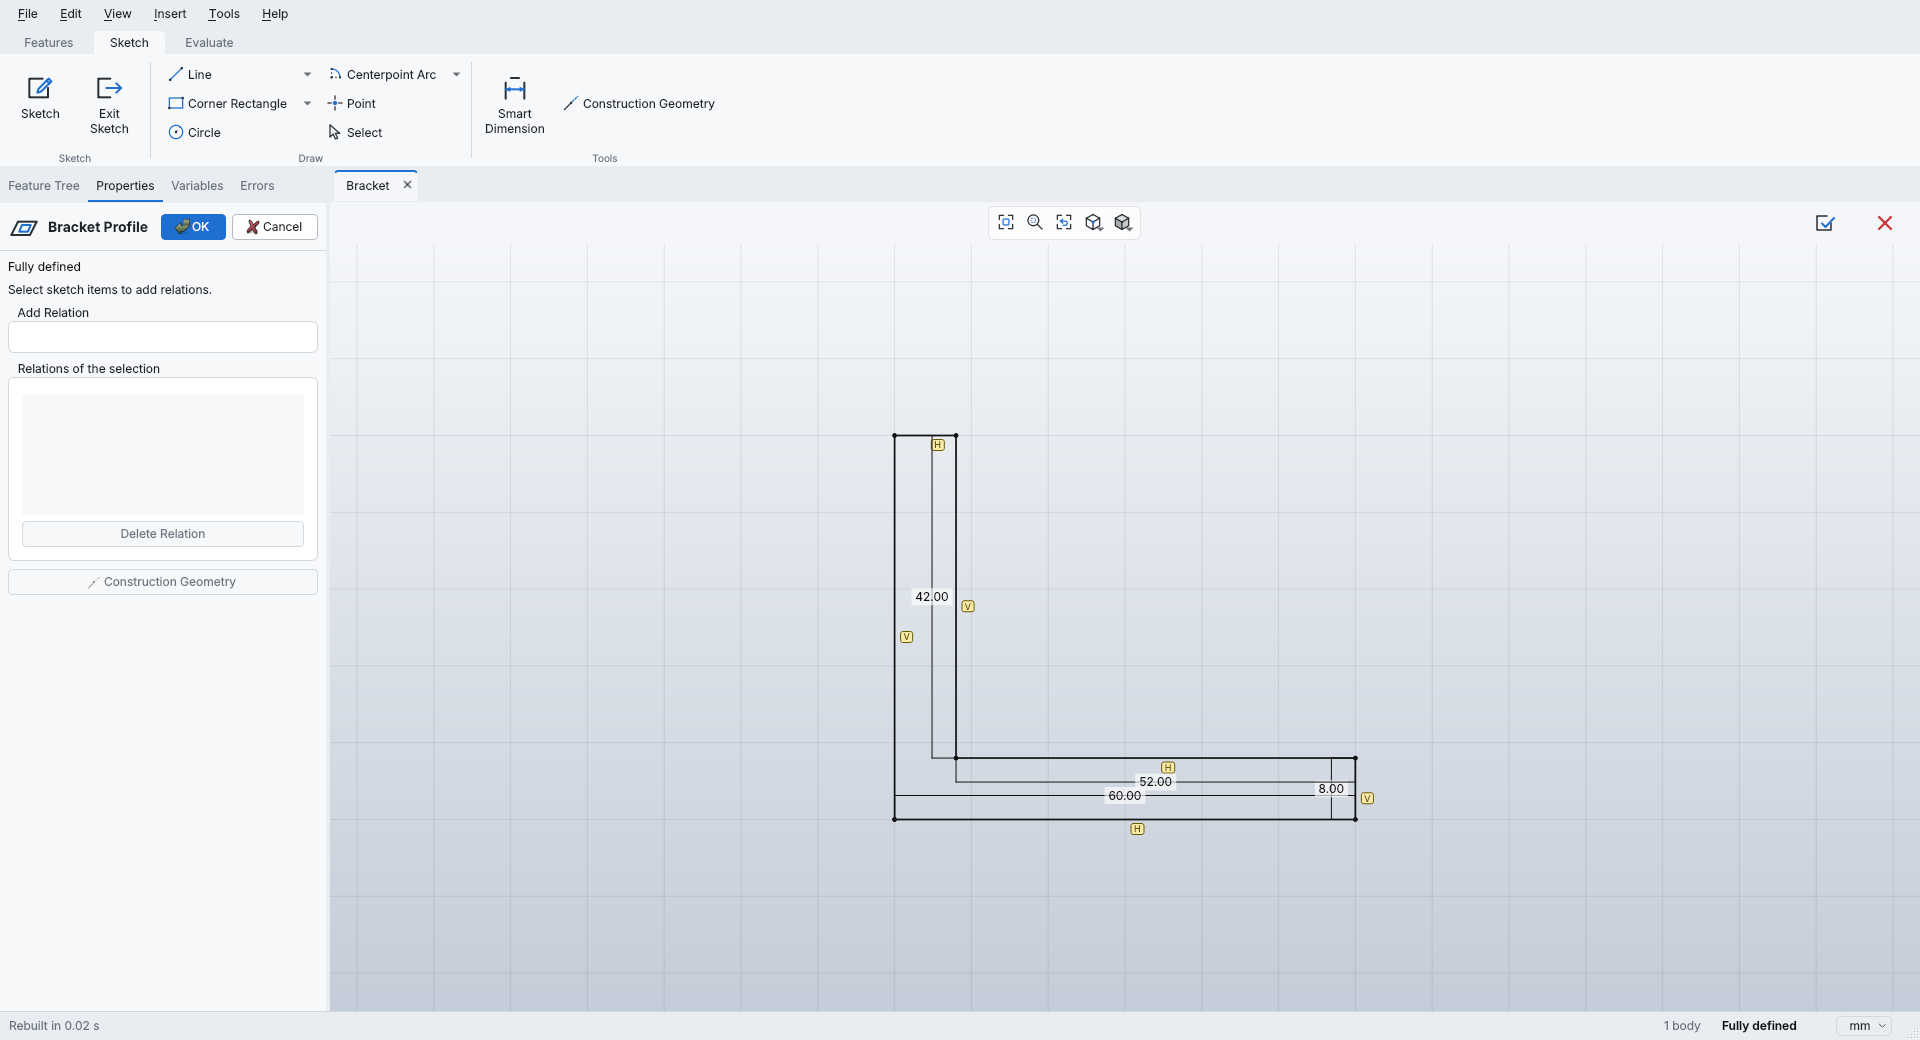 File Edit View Insert Tools Help
Features Sketch Evaluate
Sketch
Exit
Sketch
Sketch
Line
Corner Rectangle
Circle
Centerpoint Arc
Point
Select
Draw
Smart
Dimension
Construction Geometry
Tools
Feature Tree Properties Variables Errors
Bracket
Bracket Profile OK Cancel
Fully defined
Select sketch items to add relations.
Add Relation
Relations of the selection
Delete Relation
Construction Geometry
H
42.00
V
V
H
52.00
8.00
60.00
V
H
Rebuilt in 0.02 s
1 body Fully defined mm